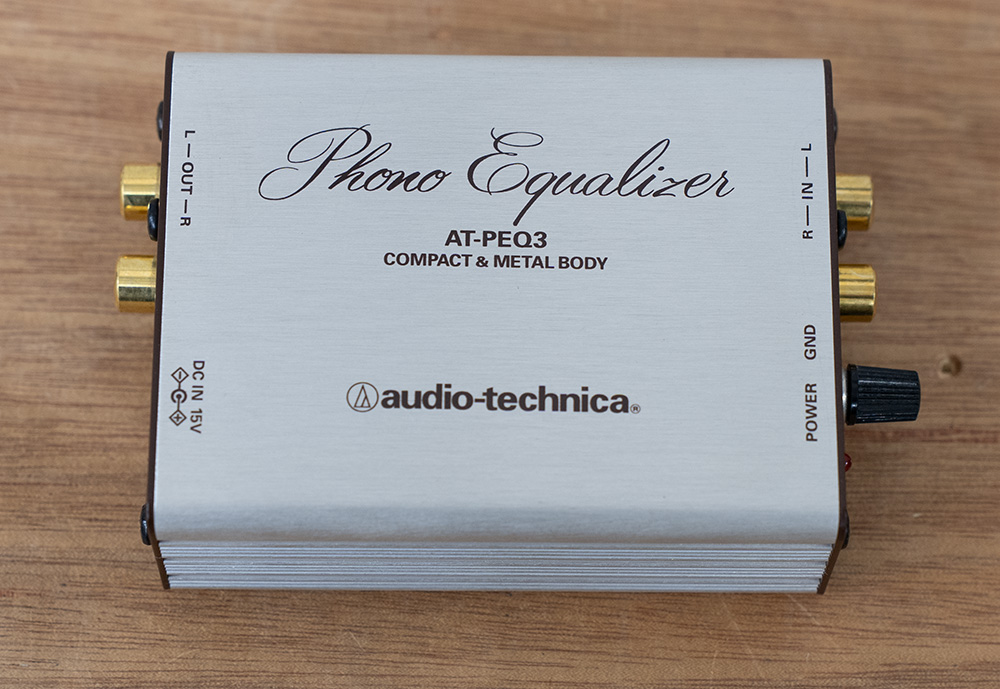 Phono Equalizer
AT-PEQ3
COMPACT & METAL BODY
audio-technica®
L — OUT — R
DC IN 15V
R — IN — L
GND
POWER